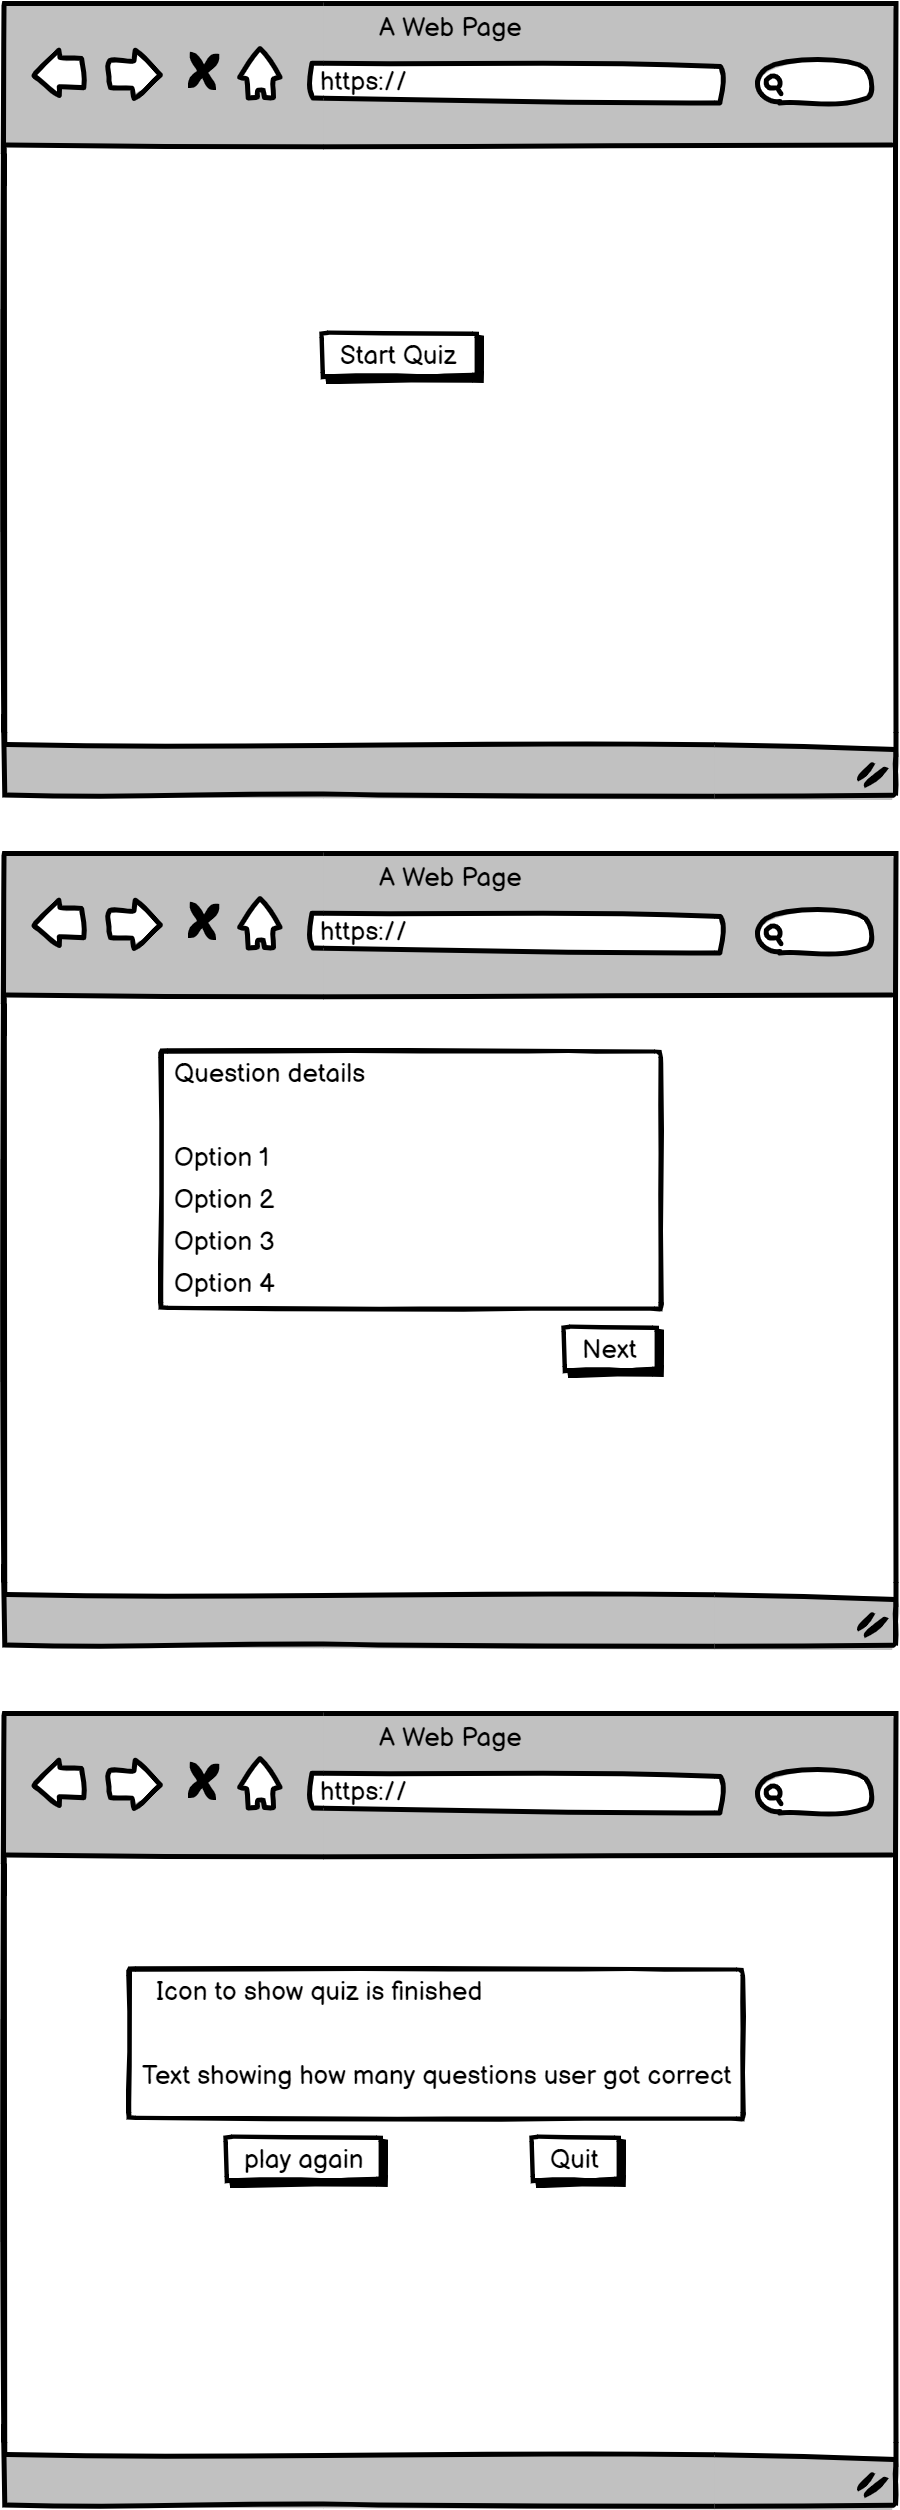 A Web Page
https://
Start Quiz
A Web Page
https://
Question details
Option 1
Option 2
Option 3
Option 4
Next
A Web Page
https://
Icon to show quiz is finished
Text showing how many questions user got correct
play again
Quit